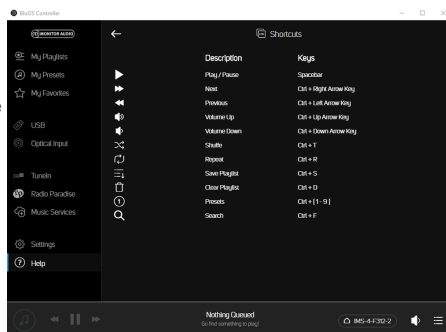 BluOS Controller
MONITOR AUDIO
My Playlists
My Presets
My Favorites
USB
Optical Input
TuneIn
Radio Paradise
Music Services
Settings
Help
Shortcuts
Description Keys
Play / Pause Spacebar
Next Ctrl + Right Arrow Key
Previous Ctrl + Left Arrow Key
Volume Up Ctrl + Up Arrow Key
Volume Down Ctrl + Down Arrow Key
Shuffle Ctrl + T
Repeat Ctrl + R
Save Playlist Ctrl + S
Clear Playlist Ctrl + D
1 Presets Ctrl + [1 - 9]
Search Ctrl + F
Nothing Queued
Go find something to play!
IMS-4-F312-2